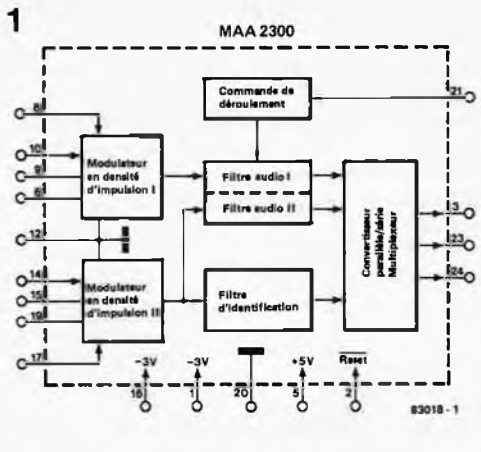 1
MAA 2300
Commande de
déroulement
21
8
10
9
6
Modulateur
en densité
d'impulsion I
Filtre audio I
Filtre audio II
Convertisseur
parallèle/série
Multiplexeur
3
23
24
12
14
15
19
17
Modulateur
en densité
d'impulsion II
Filtre
d'identification
-3V
-3V
+5V
Reset
16
1
20
5
2
83018 - 1